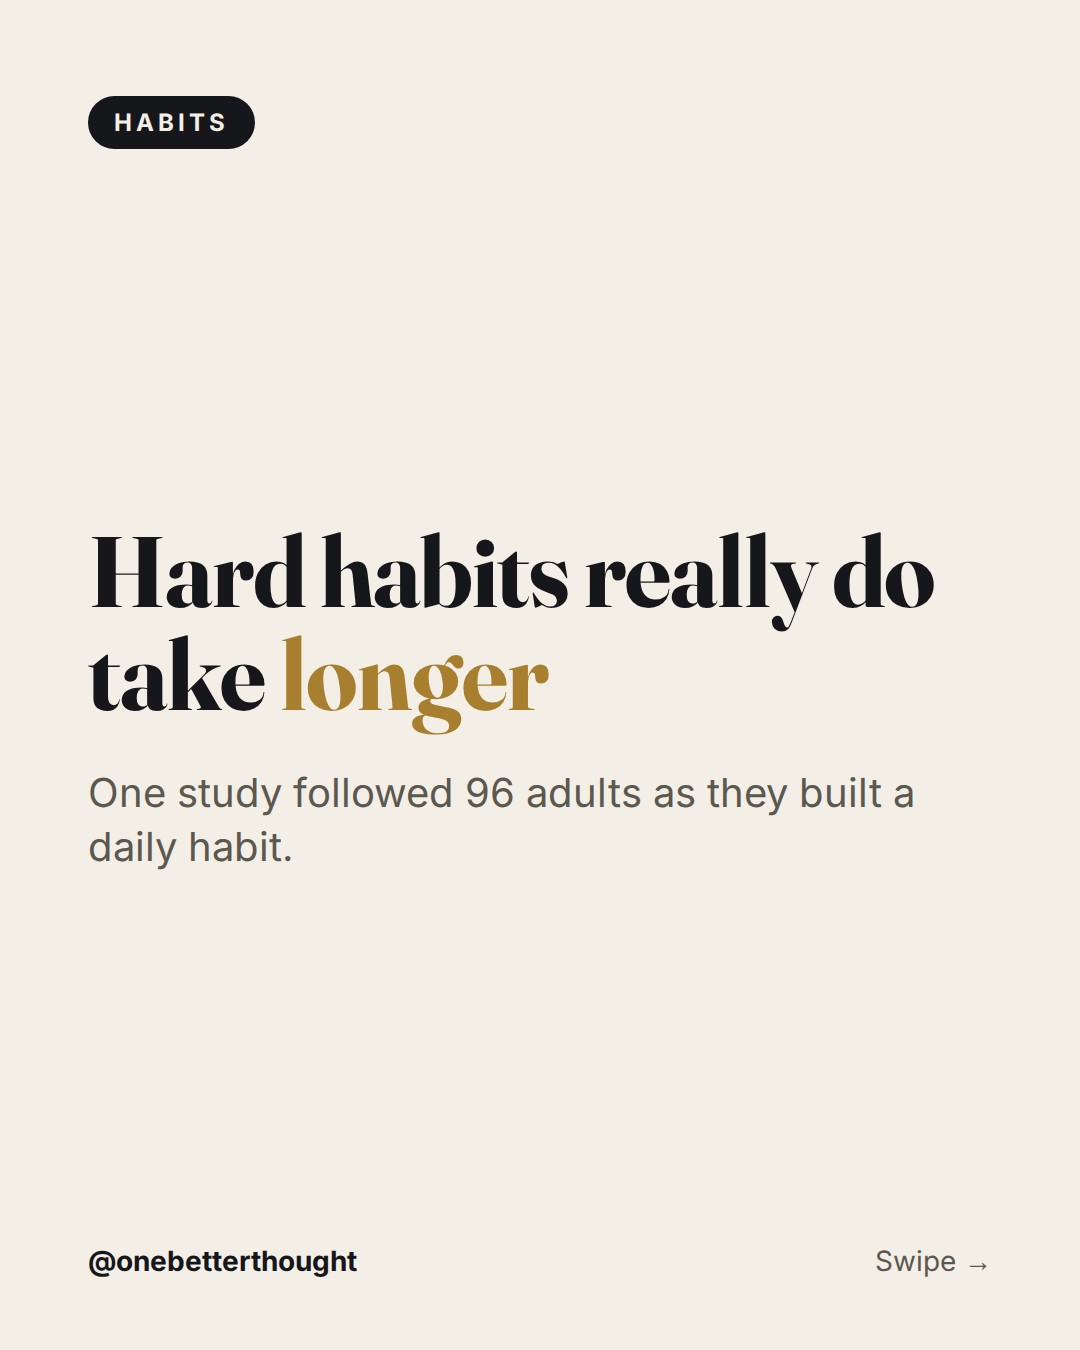 HABITS
Hard habits really do
take longer
One study followed 96 adults as they built a
daily habit.
@onebetterthought
Swipe →